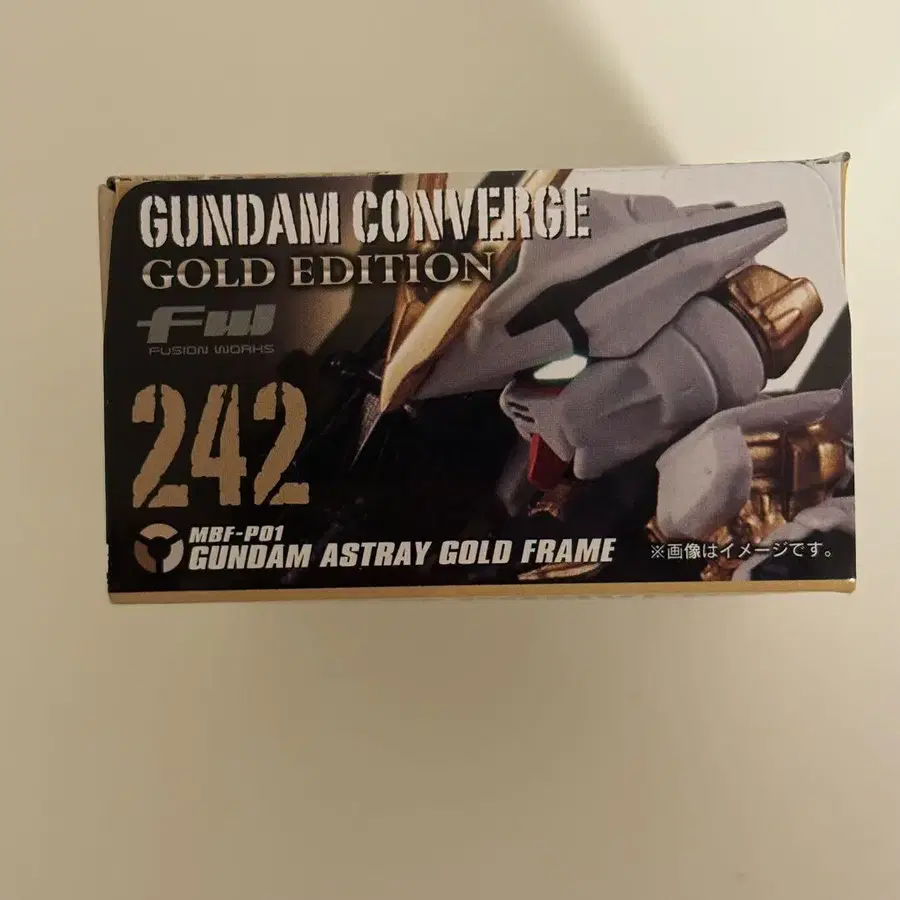 GUNDAM CONVERGE
GOLD EDITION
FW
FUSION WORKS
242
MBF-P01
GUNDAM ASTRAY GOLD FRAME
※画像はイメージです。